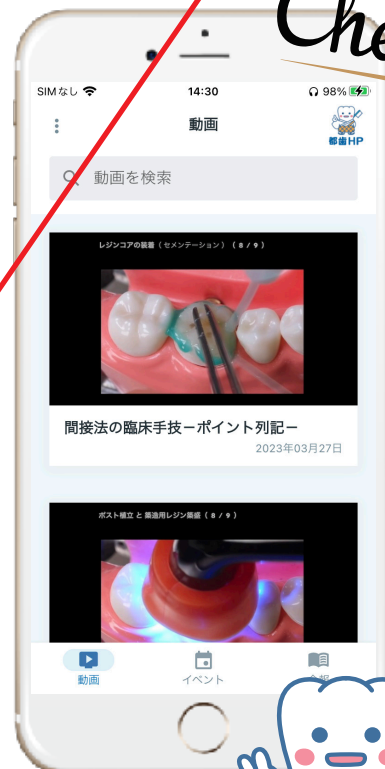 Che
SIMなし 14:30 98%
動画
都歯HP
動画を検索
レジンコアの装着（セメンテーション）（8/9）
間接法の臨床手技－ポイント列記－
2023年03月27日
ポスト植立 と 築造用レジン築盛（8/9）
動画 イベント